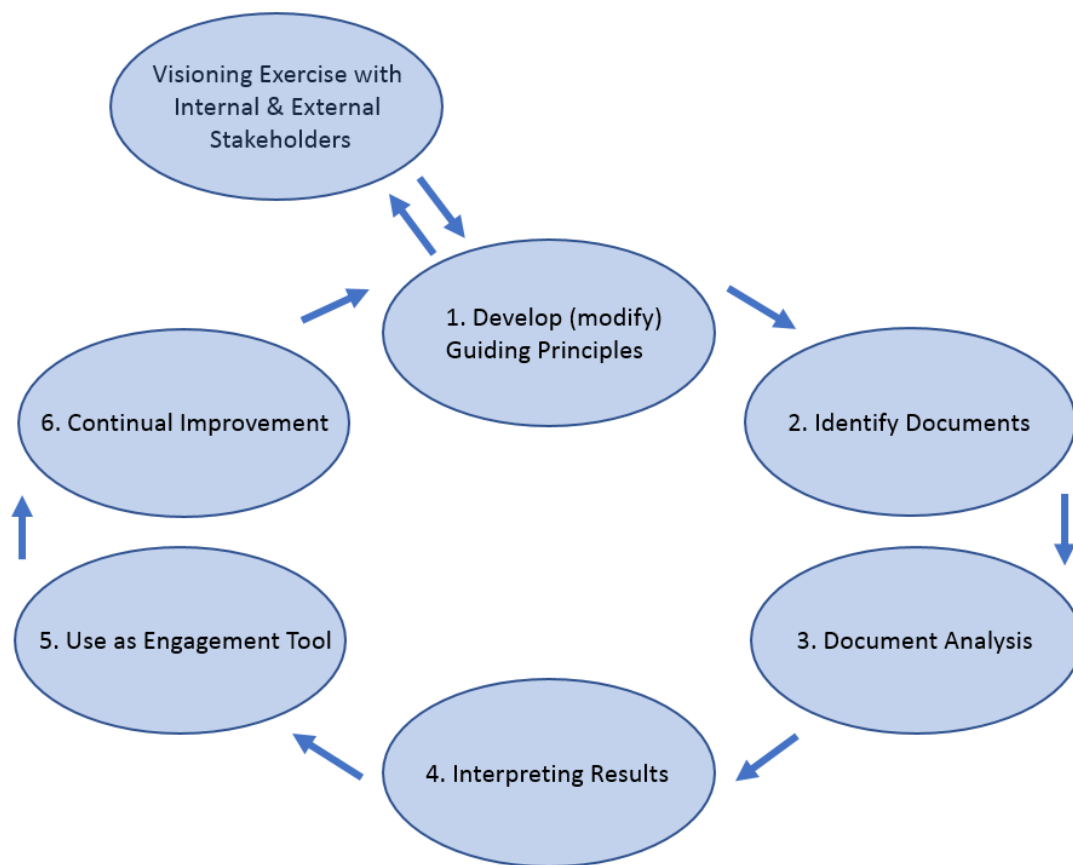 Visioning Exercise with
Internal & External
Stakeholders
1. Develop (modify)
Guiding Principles
2. Identify Documents
3. Document Analysis
4. Interpreting Results
5. Use as Engagement Tool
6. Continual Improvement